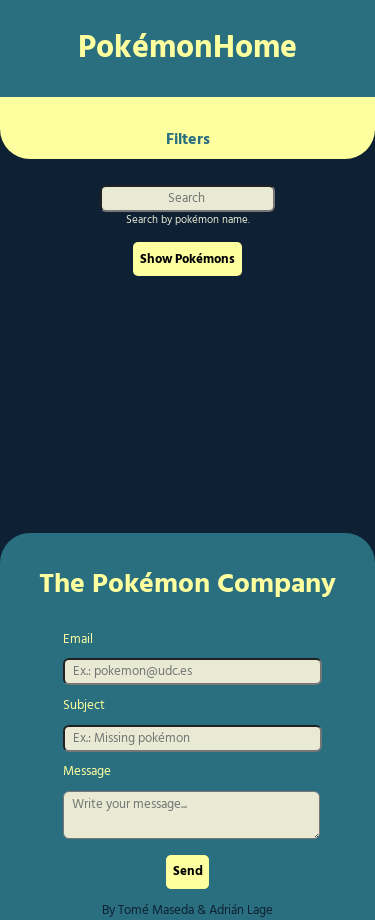 PokémonHome
Filters
Search
Search by pokémon name.
Show Pokémons
The Pokémon Company
Email
Ex.: pokemon@udc.es
Subject
Ex.: Missing pokémon
Message
Write your message...
Send
By Tomé Maseda & Adrián Lage